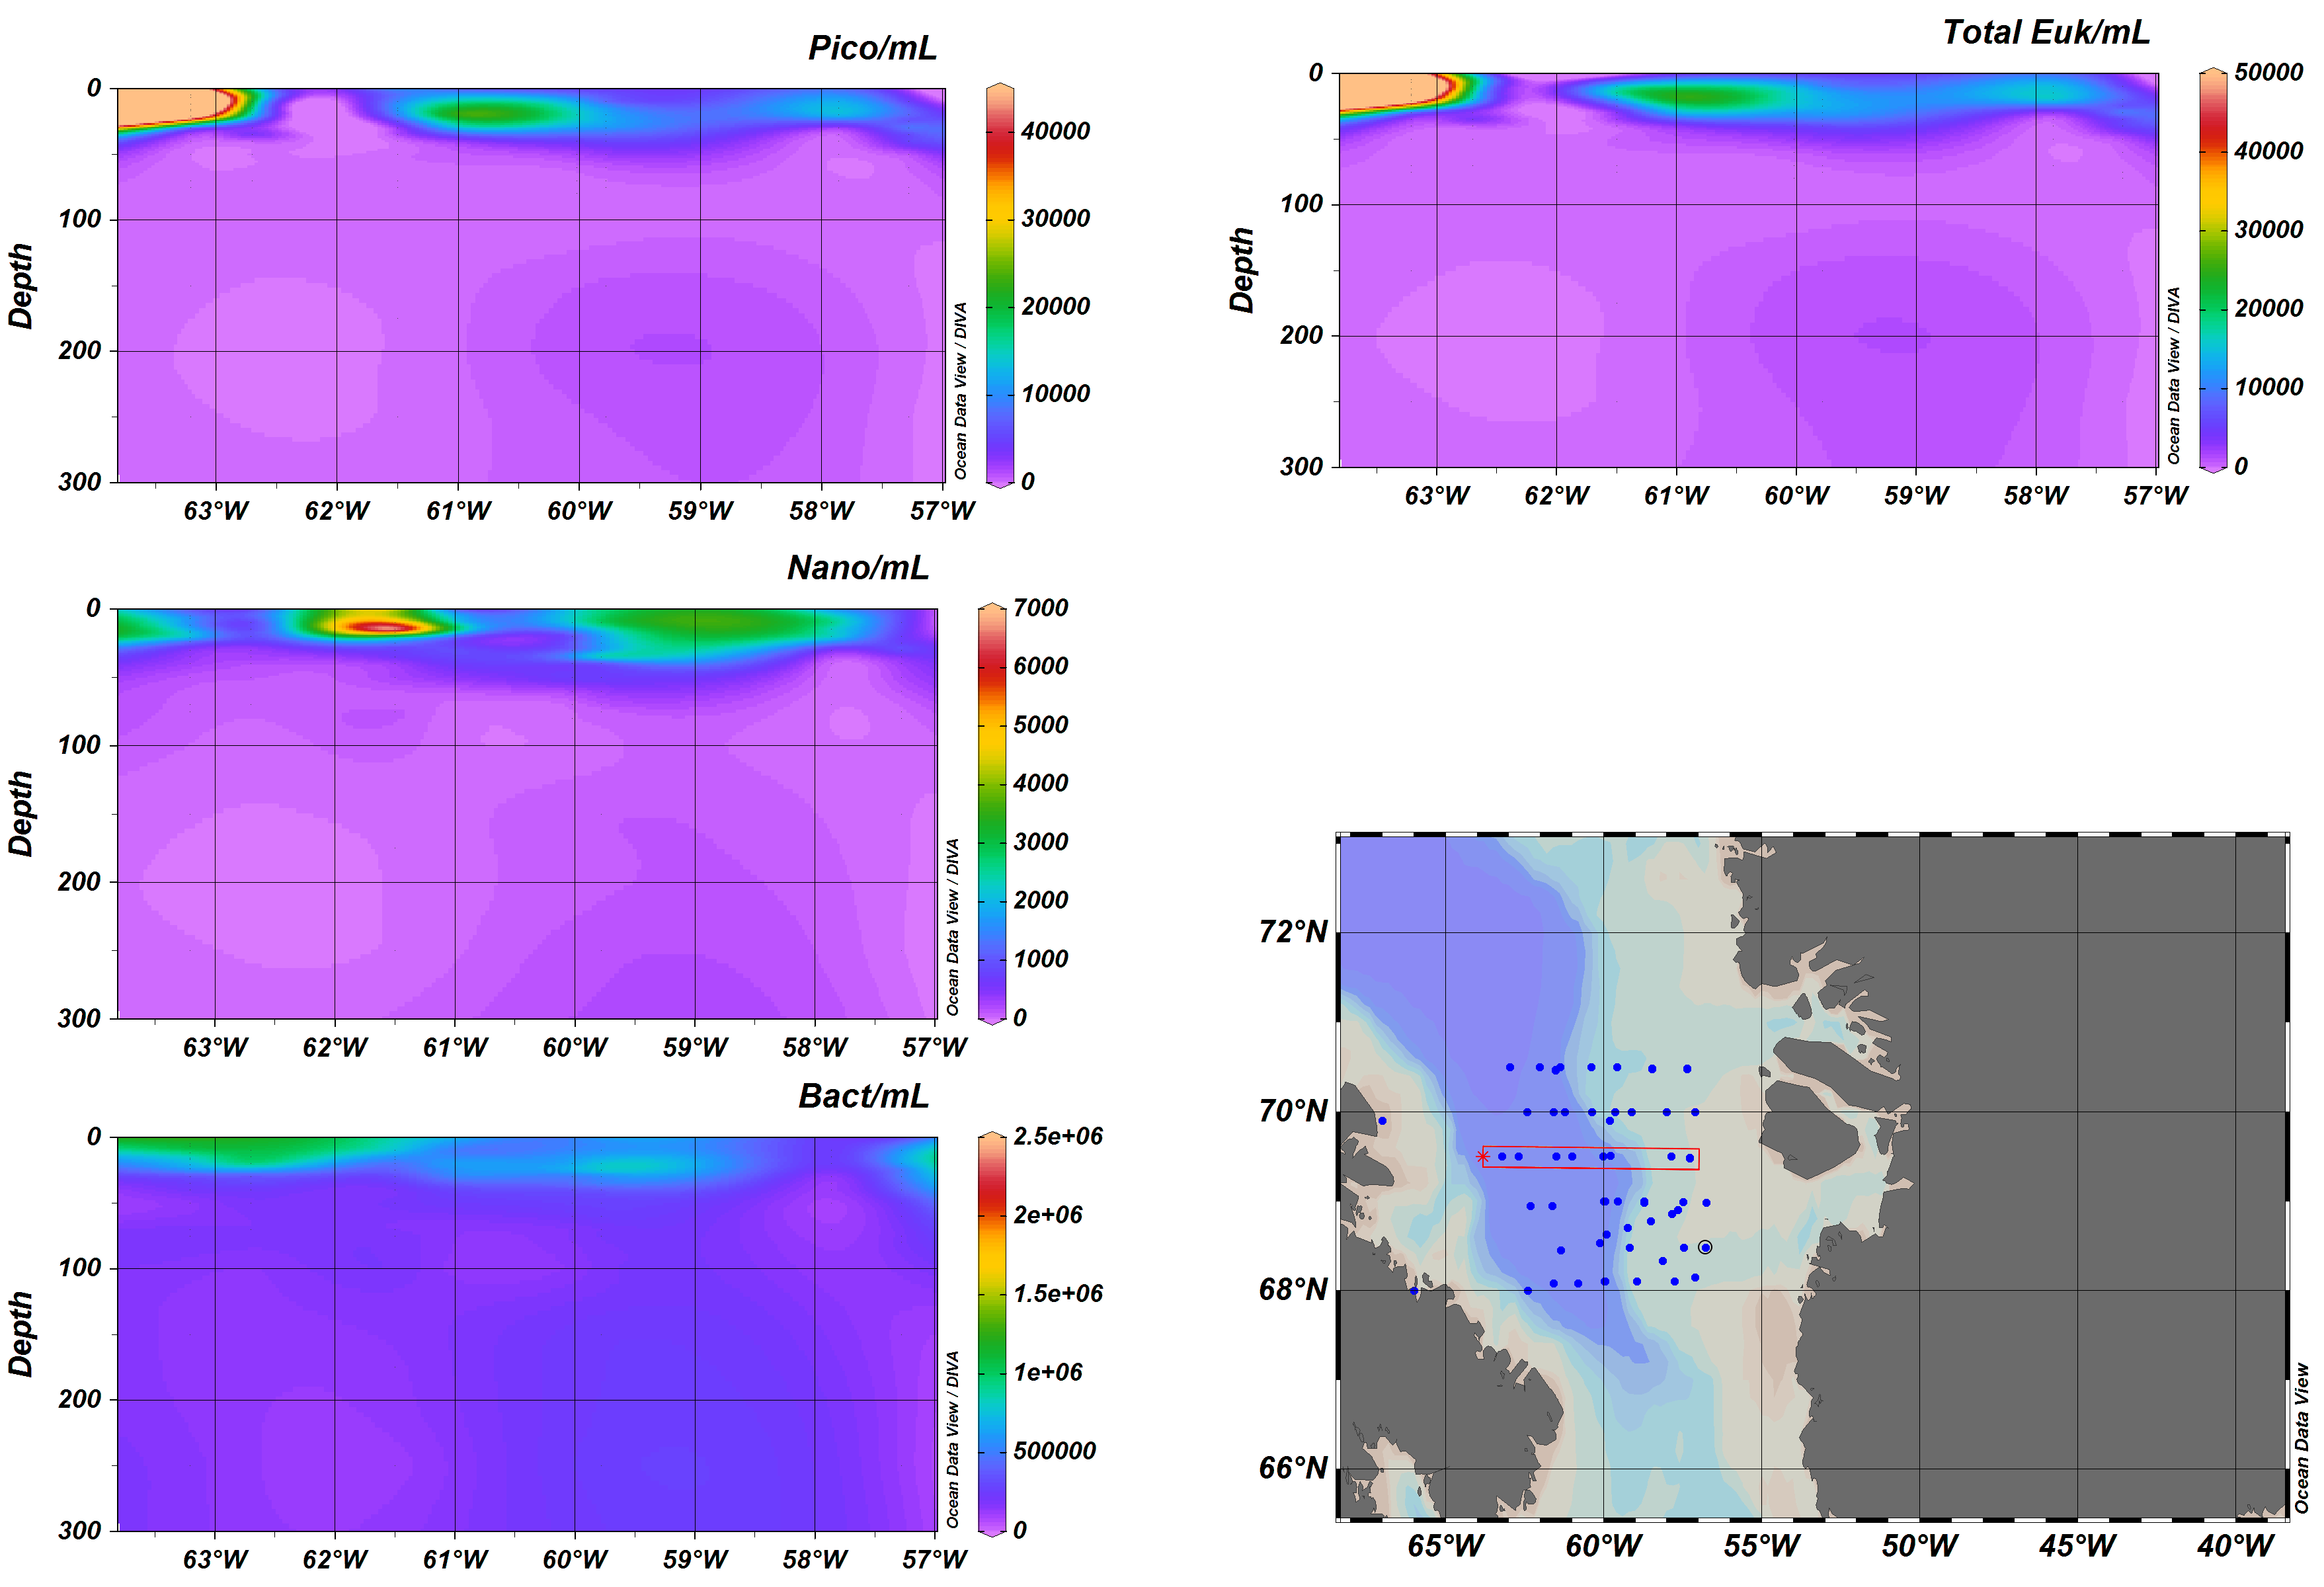 Pico/mL
0
100
200
300
Depth
63°W 62°W 61°W 60°W 59°W 58°W 57°W
40000
30000
20000
10000
0
Ocean Data View / DIVA
Total Euk/mL
0
100
200
300
Depth
63°W 62°W 61°W 60°W 59°W 58°W 57°W
50000
40000
30000
20000
10000
0
Ocean Data View / DIVA
Nano/mL
0
100
200
300
Depth
63°W 62°W 61°W 60°W 59°W 58°W 57°W
7000
6000
5000
4000
3000
2000
1000
0
Ocean Data View / DIVA
Bact/mL
0
100
200
300
Depth
63°W 62°W 61°W 60°W 59°W 58°W 57°W
2.5e+06
2e+06
1.5e+06
1e+06
500000
0
Ocean Data View / DIVA
72°N
70°N
68°N
66°N
65°W 60°W 55°W 50°W 45°W 40°W
Ocean Data View